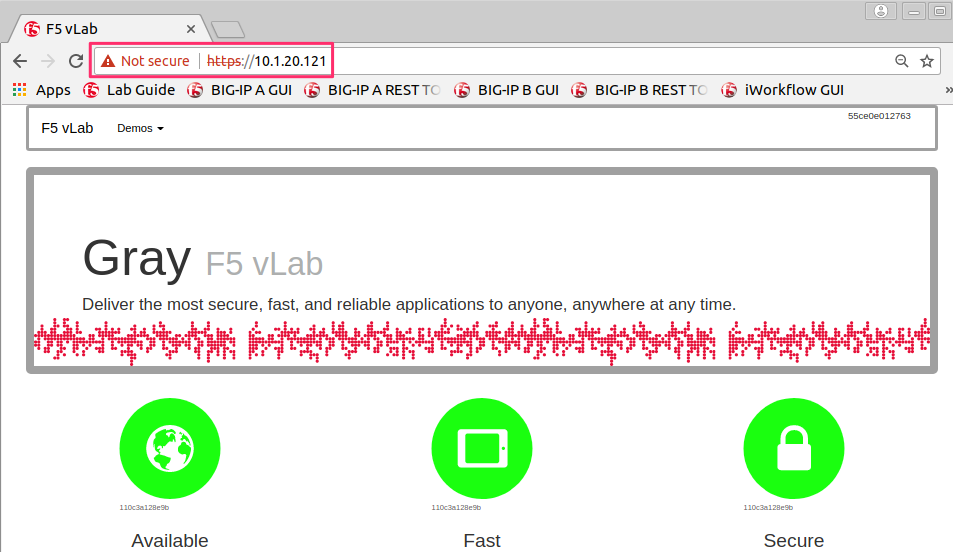 F5 vLab
Not secure https://10.1.20.121
Apps Lab Guide BIG-IP A GUI BIG-IP A REST TO BIG-IP B GUI BIG-IP B REST TO iWorkflow GUI »
55ce0e012763
F5 vLab Demos
Gray F5 vLab
Deliver the most secure, fast, and reliable applications to anyone, anywhere at any time.
110c3a128e9b 110c3a128e9b 110c3a128e9b
Available Fast Secure